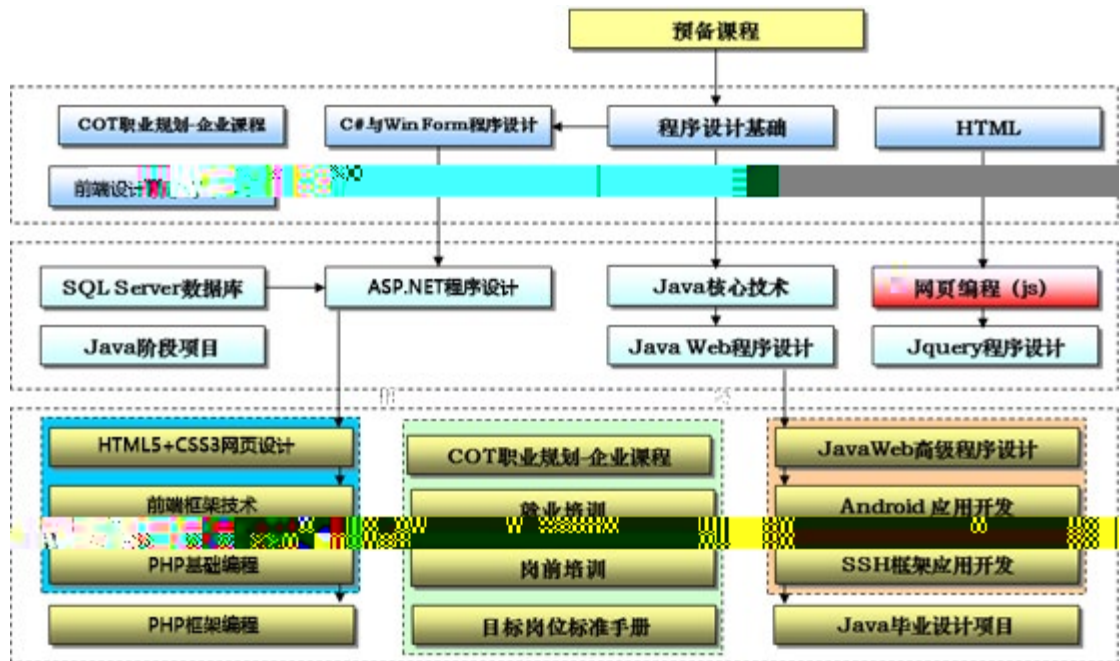 预备课程
COT职业规划-企业课程
C#与Win Form程序设计
程序设计基础
HTML
前端设计
SQL Server数据库
ASP.NET程序设计
Java核心技术
网页编程（js）
Java阶段项目
Java Web程序设计
Jquery程序设计
HTML5+CSS3网页设计
COT职业规划-企业课程
JavaWeb高级程序设计
前端框架技术
就业培训
Android 应用开发
PHP基础编程
岗前培训
SSH框架应用开发
PHP框架编程
目标岗位标准手册
Java毕业设计项目